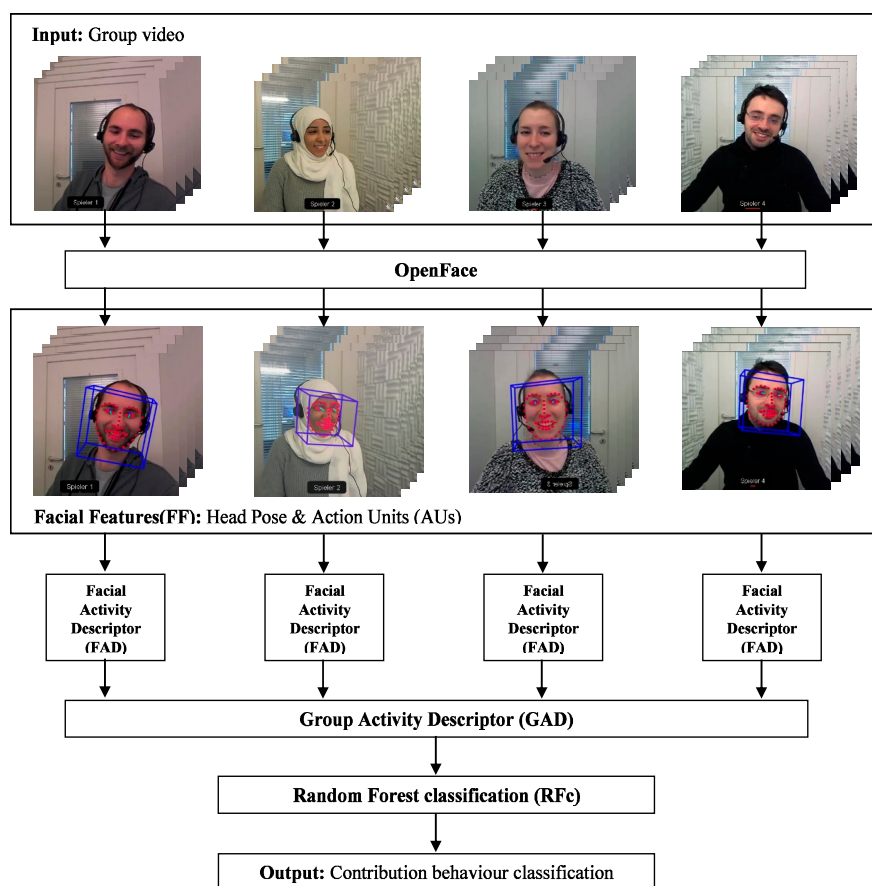 Input: Group video
Spieler 1
Spieler 2
Spieler 3
Spieler 4
OpenFace
Spieler 1
Spieler 2
Spieler 3
Spieler 4
Facial Features(FF): Head Pose & Action Units (AUs)
Facial
Activity
Descriptor
(FAD)
Facial
Activity
Descriptor
(FAD)
Facial
Activity
Descriptor
(FAD)
Facial
Activity
Descriptor
(FAD)
Group Activity Descriptor (GAD)
Random Forest classification (RFc)
Output: Contribution behaviour classification